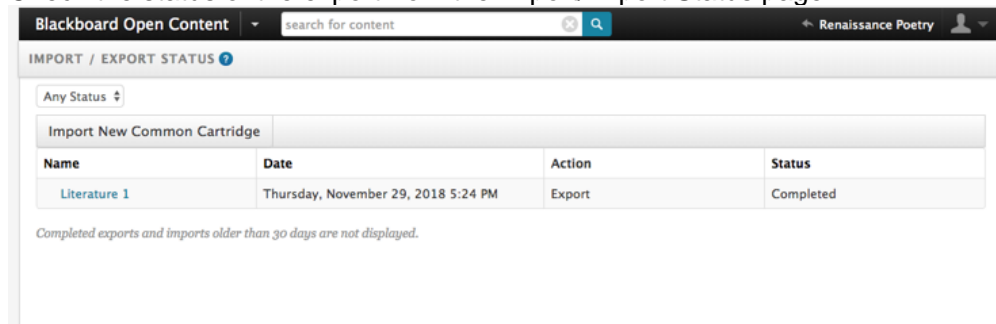 Blackboard Open Content search for content Renaissance Poetry
IMPORT / EXPORT STATUS
Any Status
Import New Common Cartridge
Name Date Action Status
Literature 1 Thursday, November 29, 2018 5:24 PM Export Completed
Completed exports and imports older than 30 days are not displayed.